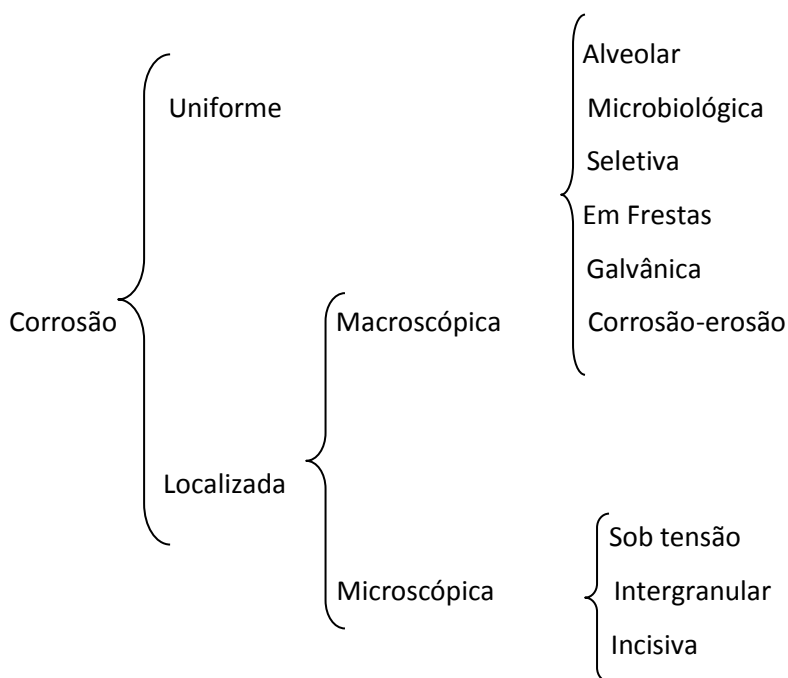 Alveolar
Uniforme
Microbiológica
Seletiva
Em Frestas
Galvânica
Corrosão
Macroscópica
Corrosão-erosão
Localizada
Sob tensão
Microscópica
Intergranular
Incisiva